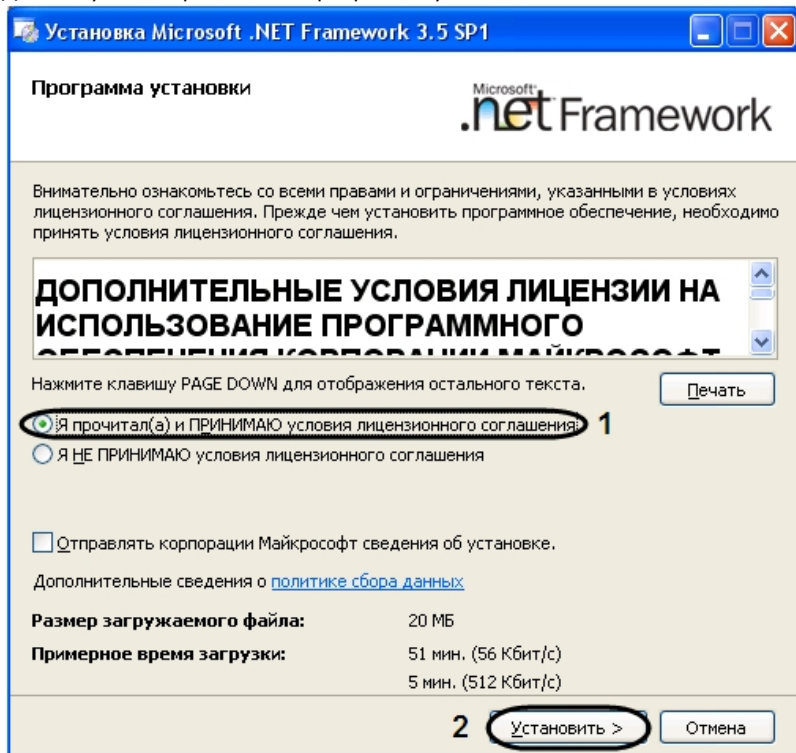 Установка Microsoft .NET Framework 3.5 SP1
Программа установки
Microsoft
.net Framework
Внимательно ознакомьтесь со всеми правами и ограничениями, указанными в условиях
лицензионного соглашения. Прежде чем установить программное обеспечение, необходимо
принять условия лицензионного соглашения.
ДОПОЛНИТЕЛЬНЫЕ УСЛОВИЯ ЛИЦЕНЗИИ НА
ИСПОЛЬЗОВАНИЕ ПРОГРАММНОГО
ОБЕСПЕЧЕНИЯ КОРПОРАЦИИ МАЙКРОСОФТ
Нажмите клавишу PAGE DOWN для отображения остального текста.
Печать
Я прочитал(а) и ПРИНИМАЮ условия лицензионного соглашения 1
Я НЕ ПРИНИМАЮ условия лицензионного соглашения
Отправлять корпорации Майкрософт сведения об установке.
Дополнительные сведения о политике сбора данных
Размер загружаемого файла: 20 МБ
Примерное время загрузки: 51 мин. (56 Кбит/с)
5 мин. (512 Кбит/с)
2 Установить > Отмена